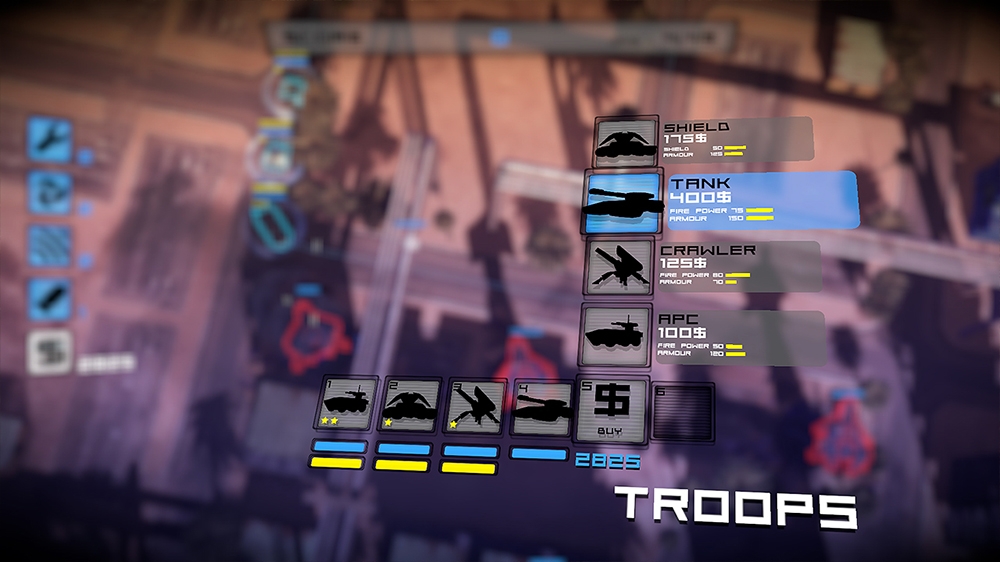 SHIELD
175$
SHIELD 50
ARMOUR 125
TANK
400$
FIRE POWER 75
ARMOUR 150
CRAWLER
125$
FIRE POWER 80
ARMOUR 70
APC
100$
FIRE POWER 50
ARMOUR 120
1 2 3 4 5 6
$
BUY
2825
$ 2825
TROOPS